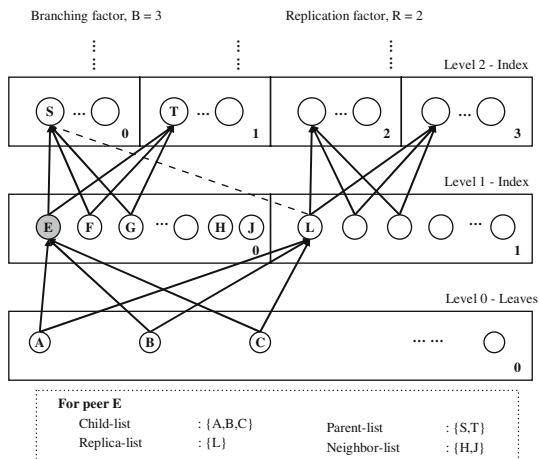 Branching factor, B = 3 Replication factor, R = 2
Level 2 - Index
S ... T ... ... ...
0 1 2 3
Level 1 - Index
E F G ... H J L ...
0 1
Level 0 - Leaves
A B C ... ...
0
For peer E
Child-list : {A,B,C} Parent-list : {S,T}
Replica-list : {L} Neighbor-list : {H,J}